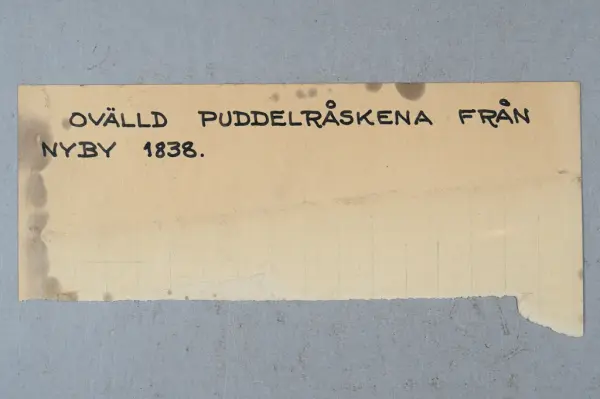 OVÄLLD PUDDELRÅSKENA FRÅN
NYBY 1838.